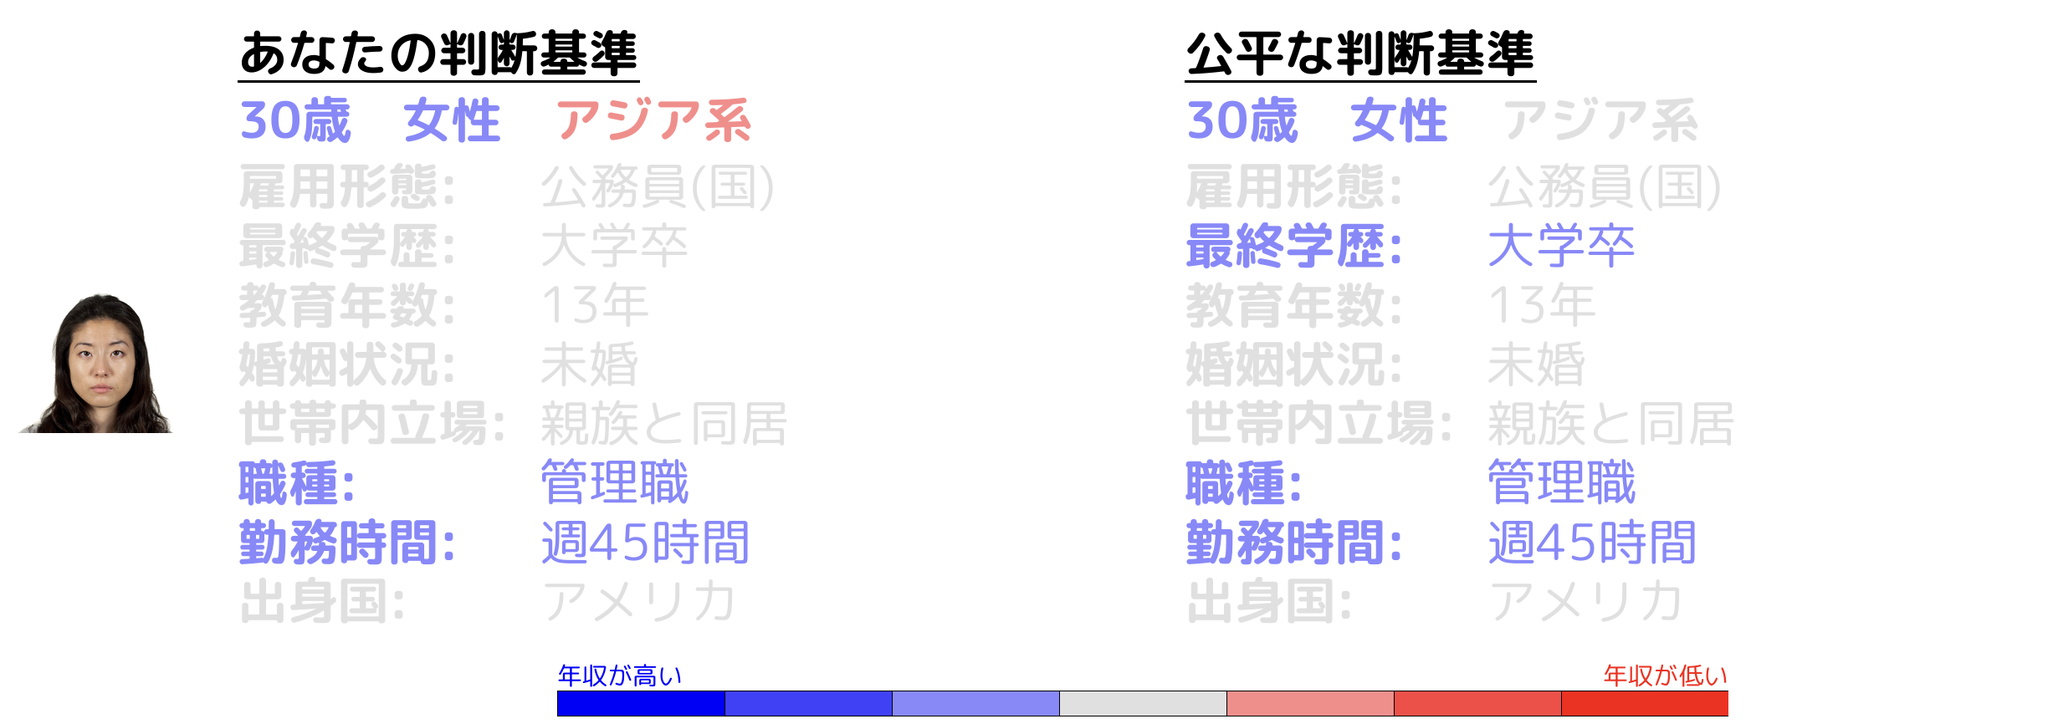 あなたの判断基準
30歳 女性 アジア系
雇用形態: 公務員(国)
最終学歴: 大学卒
教育年数: 13年
婚姻状況: 未婚
世帯内立場: 親族と同居
職種: 管理職
勤務時間: 週45時間
出身国: アメリカ
公平な判断基準
30歳 女性 アジア系
雇用形態: 公務員(国)
最終学歴: 大学卒
教育年数: 13年
婚姻状況: 未婚
世帯内立場: 親族と同居
職種: 管理職
勤務時間: 週45時間
出身国: アメリカ
年収が高い
年収が低い